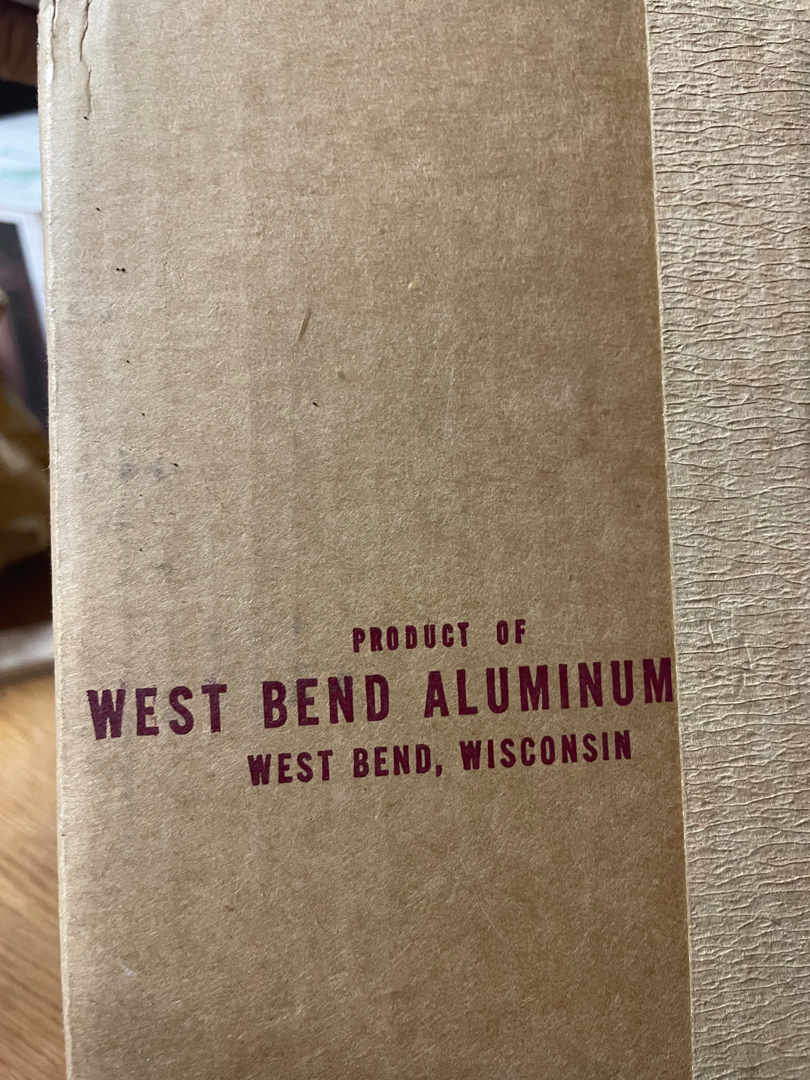 PRODUCT OF
WEST BEND ALUMINUM
WEST BEND, WISCONSIN